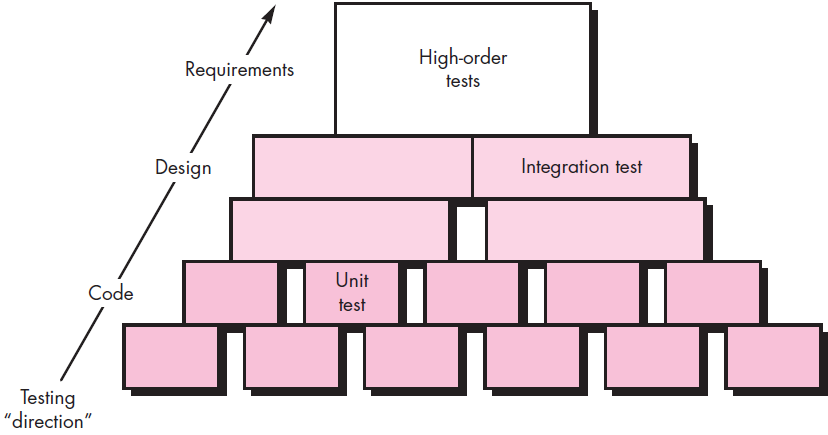 High-order
tests
Requirements
Integration test
Design
Unit
test
Code
Testing
“direction”